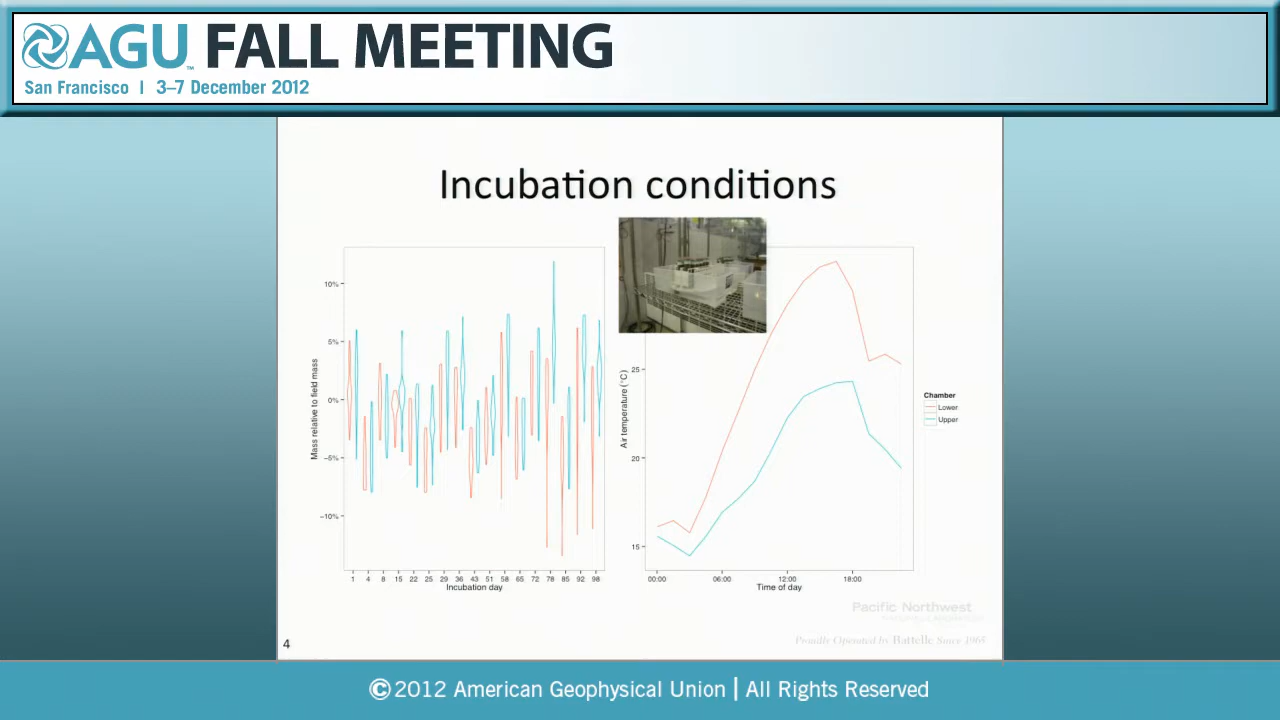 AGU FALL MEETING
San Francisco | 3–7 December 2012
Incubation conditions
Mass relative to field mass
10%
5%
0%
−5%
−10%
1 4 8 15 22 25 29 36 43 51 58 65 72 78 85 92 98
Incubation day
Air temperature (°C)
25
20
15
00:00 06:00 12:00 18:00
Time of day
Chamber
Lower
Upper
Pacific Northwest
NATIONAL LABORATORY
Proudly Operated by Battelle Since 1965
4
©2012 American Geophysical Union | All Rights Reserved